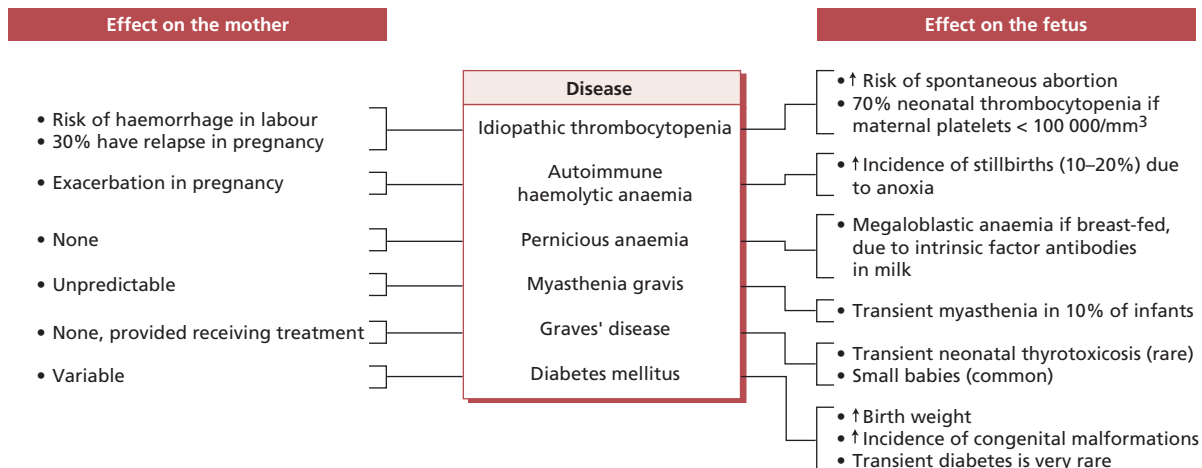 Effect on the mother
Effect on the fetus
Disease
• Risk of haemorrhage in labour
• 30% have relapse in pregnancy
Idiopathic thrombocytopenia
• ↑ Risk of spontaneous abortion
• 70% neonatal thrombocytopenia if
maternal platelets < 100 000/mm³
• Exacerbation in pregnancy
Autoimmune
haemolytic anaemia
• ↑ Incidence of stillbirths (10–20%) due
to anoxia
• None
Pernicious anaemia
• Megaloblastic anaemia if breast-fed,
due to intrinsic factor antibodies
in milk
• Unpredictable
Myasthenia gravis
• Transient myasthenia in 10% of infants
• None, provided receiving treatment
Graves' disease
• Transient neonatal thyrotoxicosis (rare)
• Small babies (common)
• Variable
Diabetes mellitus
• ↑ Birth weight
• ↑ Incidence of congenital malformations
• Transient diabetes is very rare